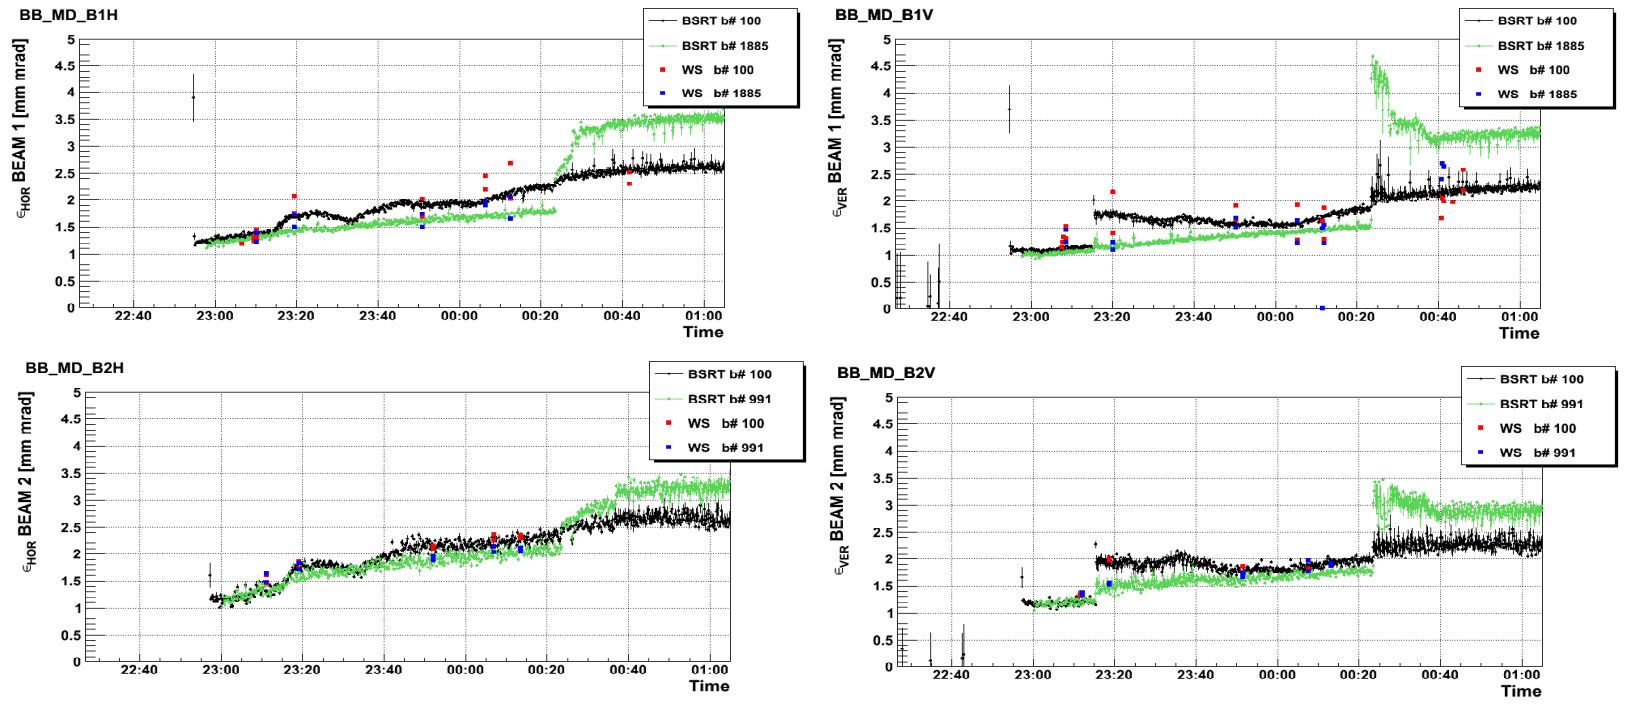 BB_MD_B1H
BSRT b# 100
BSRT b# 1885
WS b# 100
WS b# 1885
ϵHOR BEAM 1 [mm mrad]
5
4.5
4
3.5
3
2.5
2
1.5
1
0.5
0
22:40 23:00 23:20 23:40 00:00 00:20 00:40 01:00
Time
BB_MD_B1V
BSRT b# 100
BSRT b# 1885
WS b# 100
WS b# 1885
ϵVER BEAM 1 [mm mrad]
5
4.5
4
3.5
3
2.5
2
1.5
1
0.5
0
22:40 23:00 23:20 23:40 00:00 00:20 00:40 01:00
Time
BB_MD_B2H
BSRT b# 100
BSRT b# 991
WS b# 100
WS b# 991
ϵHOR BEAM 2 [mm mrad]
5
4.5
4
3.5
3
2.5
2
1.5
1
0.5
0
22:40 23:00 23:20 23:40 00:00 00:20 00:40 01:00
Time
BB_MD_B2V
BSRT b# 100
BSRT b# 991
WS b# 100
WS b# 991
ϵVER BEAM 2 [mm mrad]
5
4.5
4
3.5
3
2.5
2
1.5
1
0.5
0
22:40 23:00 23:20 23:40 00:00 00:20 00:40 01:00
Time